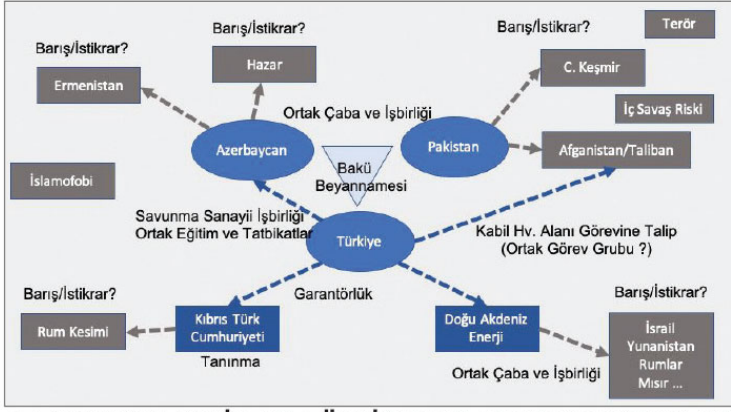 Barış/İstikrar?
Terör
Barış/İstikrar?
Barış/İstikrar?
Hazar
C. Keşmir
Ermenistan
Ortak Çaba ve İşbirliği
İç Savaş Riski
Azerbaycan
Pakistan
Afganistan/Taliban
Bakü
Beyannamesi
İslamofobi
Savunma Sanayii İşbirliği
Ortak Eğitim ve Tatbikatlar
Türkiye
Kabil Hv. Alanı Görevine Talip
(Ortak Görev Grubu ?)
Barış/İstikrar?
Garantörlük
Barış/İstikrar?
Rum Kesimi
Kıbrıs Türk
Cumhuriyeti
Tanınma
Doğu Akdeniz
Enerji
İsrail
Yunanistan
Rumlar
Mısır ...
Ortak Çaba ve İşbirliği